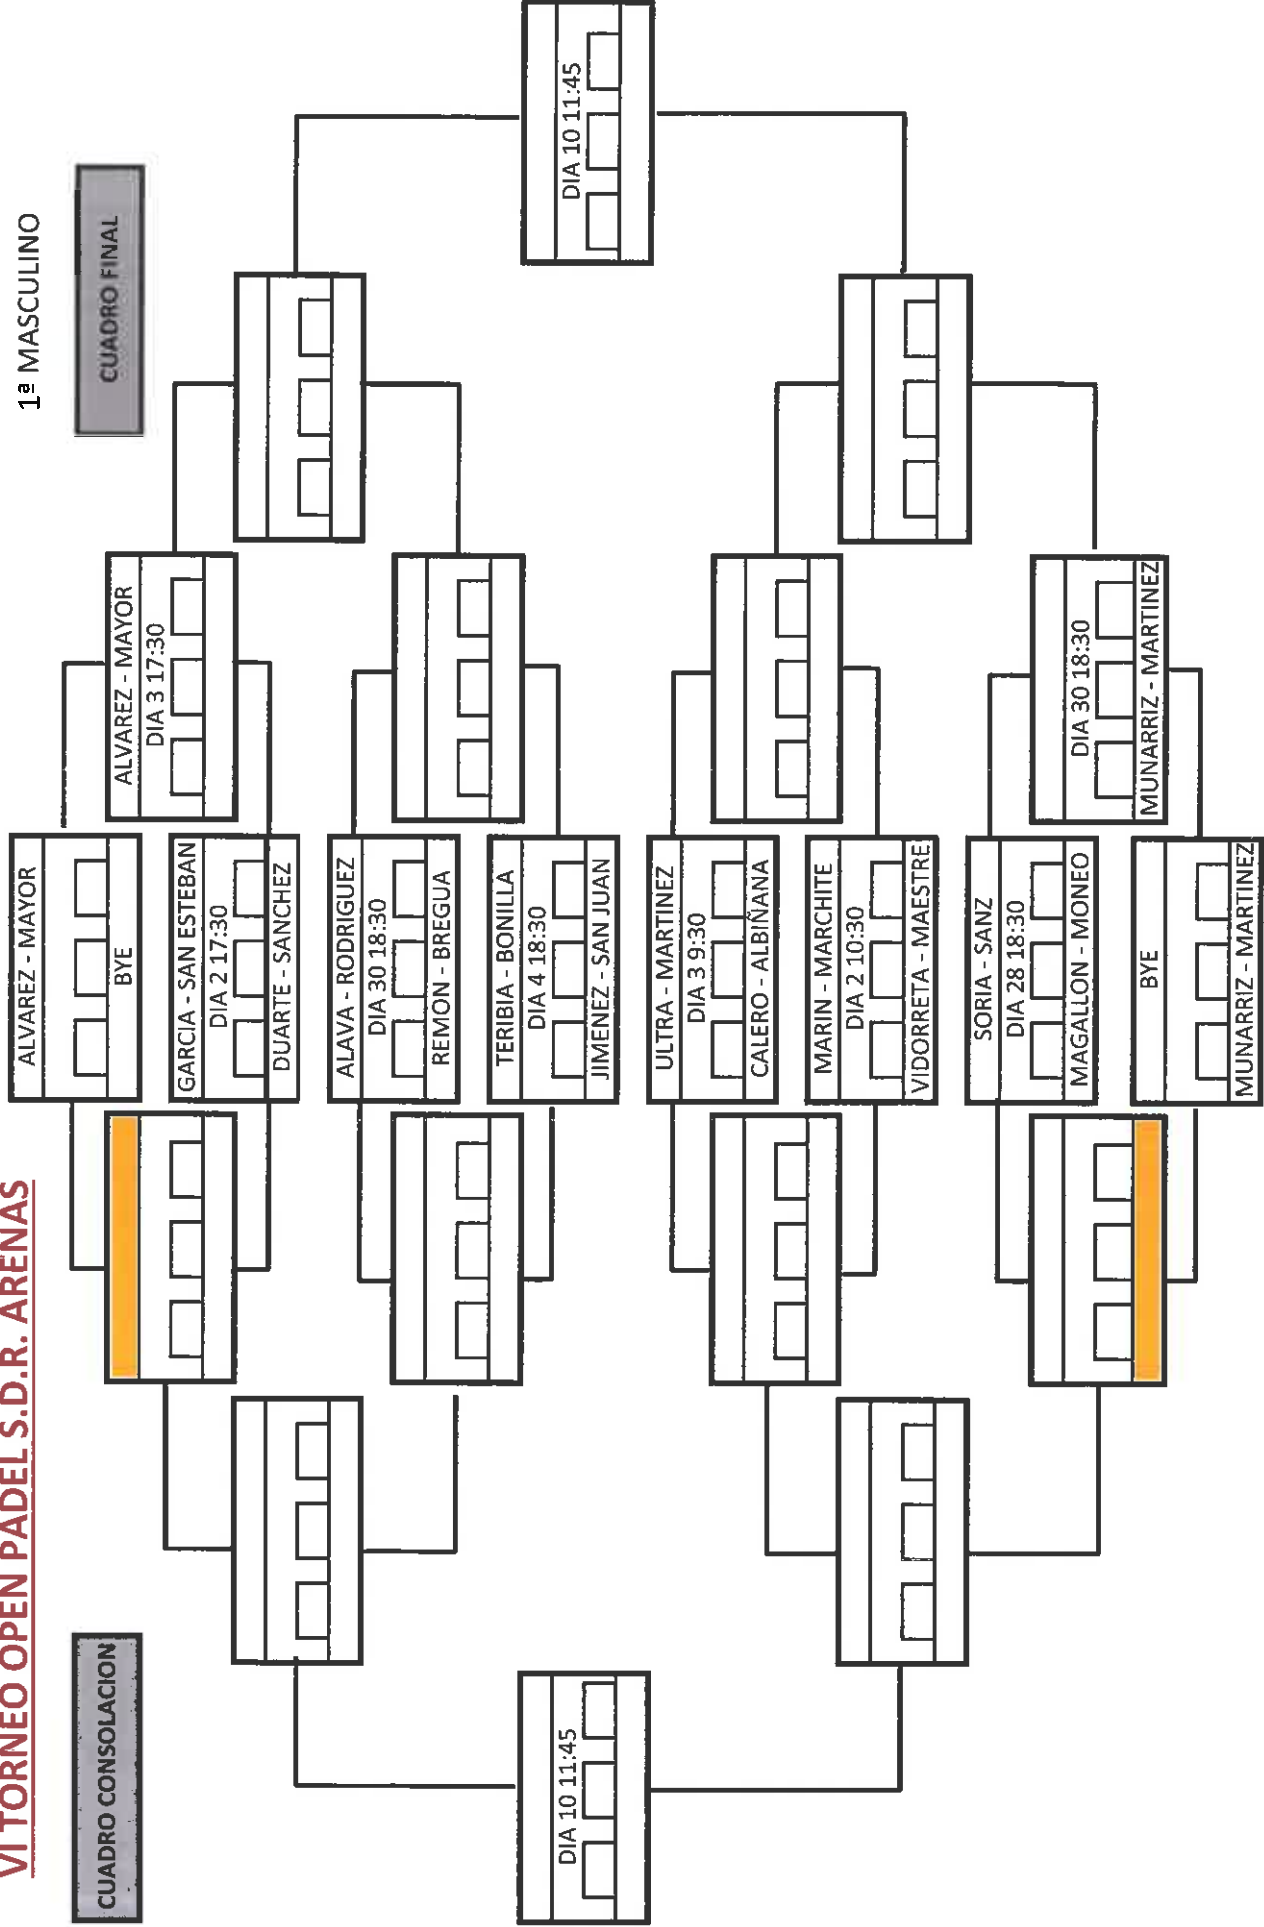 VI TORNEO OPEN PADEL S.D.R. ARENAS
1ª MASCULINO
CUADRO CONSOLACION
CUADRO FINAL
ALVAREZ - MAYOR
BYE
GARCIA - SAN ESTEBAN
DIA 2 17:30
DUARTE - SANCHEZ
ALAVA - RODRIGUEZ
DIA 30 18:30
REMON - BREGUA
TERIBIA - BONILLA
DIA 4 18:30
JIMENEZ - SAN JUAN
ULTRA - MARTINEZ
DIA 3 9:30
CALERO - ALBIÑANA
MARIN - MARCHITE
DIA 2 10:30
VIDORRETA - MAESTRE
SORIA - SANZ
DIA 28 18:30
MAGALLON - MONEO
BYE
MUNARRIZ - MARTINEZ
ALVAREZ - MAYOR
DIA 3 17:30
DIA 30 18:30
MUNARRIZ - MARTINEZ
DIA 10 11:45
DIA 10 11:45